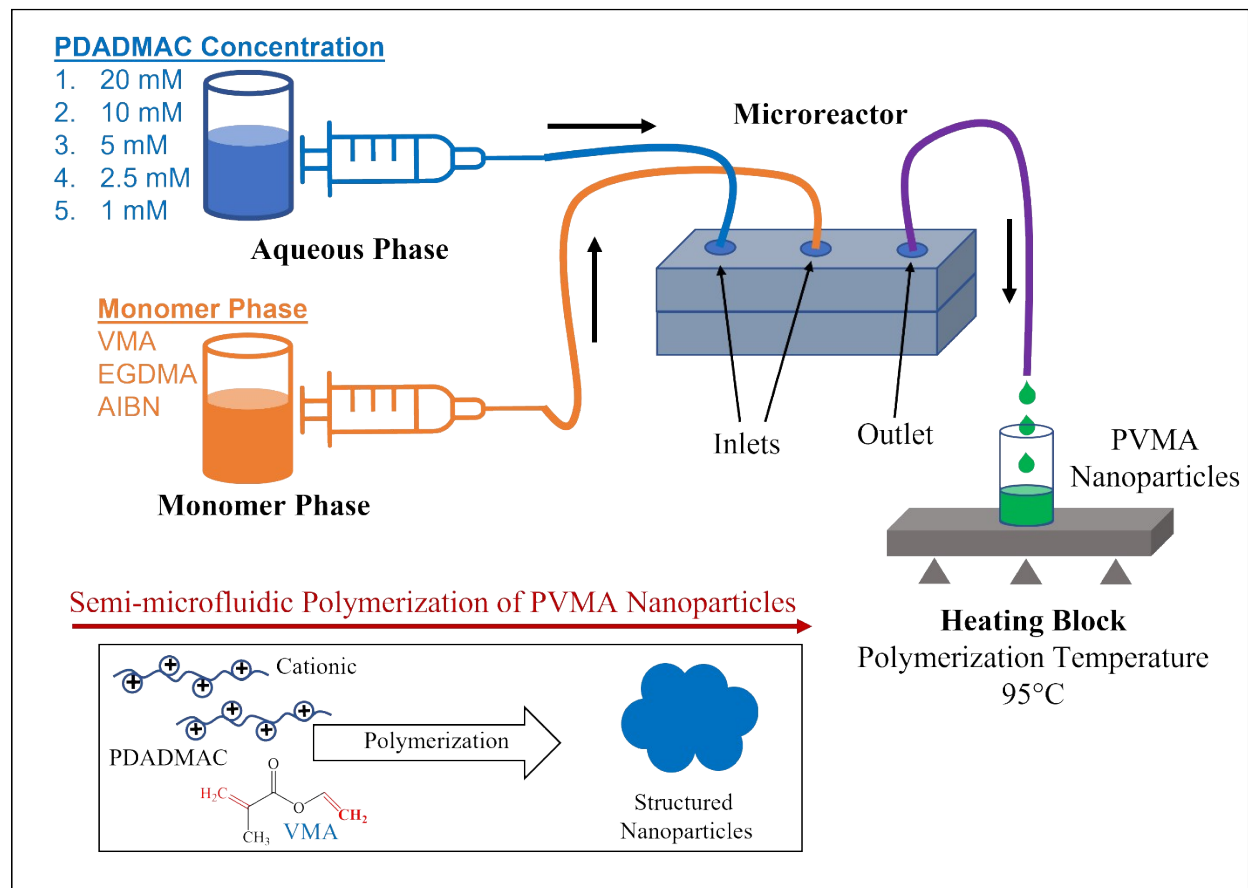 PDADMAC Concentration
1. 20 mM
2. 10 mM
3. 5 mM
4. 2.5 mM
5. 1 mM
Aqueous Phase
Microreactor
Monomer Phase
VMA
EGDMA
AIBN
Monomer Phase
Inlets
Outlet
PVMA
Nanoparticles
Heating Block
Polymerization Temperature
95°C
Semi-microfluidic Polymerization of PVMA Nanoparticles
+ + + +
Cationic
+ + + +
PDADMAC
Polymerization
H₂C
O
O
CH₂
CH₃
VMA
Structured
Nanoparticles